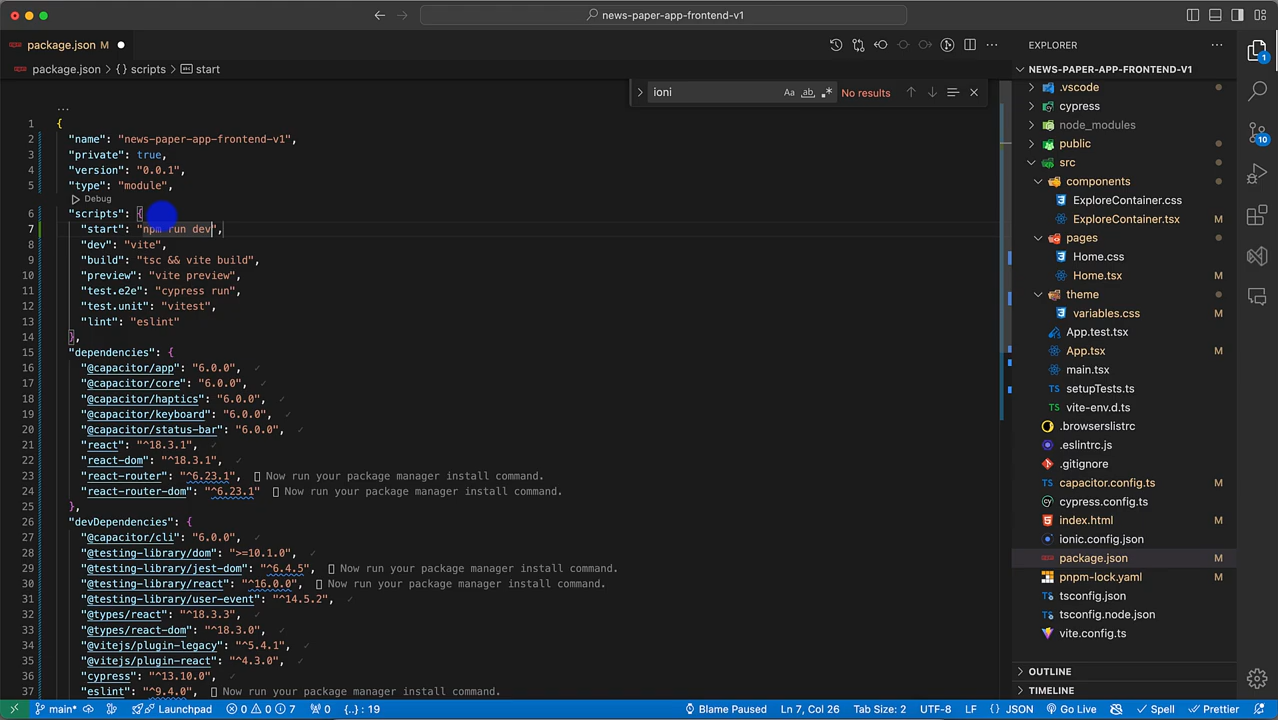 news-paper-app-frontend-v1
package.json M
EXPLORER
package.json > {} scripts > start
NEWS-PAPER-APP-FRONTEND-V1
ioni
Aa ab
No results
...
1 {
2 "name": "news-paper-app-frontend-v1",
3 "private": true,
4 "version": "0.0.1",
5 "type": "module",
Debug
6 "scripts": {
7 "start": "npm run dev",
8 "dev": "vite",
9 "build": "tsc && vite build",
10 "preview": "vite preview",
11 "test.e2e": "cypress run",
12 "test.unit": "vitest",
13 "lint": "eslint"
14 },
15 "dependencies": {
16 "@capacitor/app": "6.0.0", ✓
17 "@capacitor/core": "6.0.0", ✓
18 "@capacitor/haptics": "6.0.0", ✓
19 "@capacitor/keyboard": "6.0.0", ✓
20 "@capacitor/status-bar": "6.0.0", ✓
21 "react": "^18.3.1", ✓
22 "react-dom": "^18.3.1", ✓
23 "react-router": "^6.23.1", Now run your package manager install command.
24 "react-router-dom": "^6.23.1" Now run your package manager install command.
25 },
26 "devDependencies": {
27 "@capacitor/cli": "6.0.0", ✓
28 "@testing-library/dom": ">=10.1.0", ✓
29 "@testing-library/jest-dom": "^6.4.5", Now run your package manager install command.
30 "@testing-library/react": "^16.0.0", Now run your package manager install command.
31 "@testing-library/user-event": "^14.5.2", ✓
32 "@types/react": "^18.3.3", ✓
33 "@types/react-dom": "^18.3.0", ✓
34 "@vitejs/plugin-legacy": "^5.4.1", ✓
35 "@vitejs/plugin-react": "^4.3.0", ✓
36 "cypress": "^13.10.0", ✓
37 "eslint": "^9.4.0", Now run your package manager install command.
.vscode
cypress
node_modules
public
src
components
ExploreContainer.css
ExploreContainer.tsx M
pages
Home.css
Home.tsx M
theme
variables.css M
App.test.tsx
App.tsx M
main.tsx
setupTests.ts
vite-env.d.ts
.browserslistrc
.eslintrc.js
.gitignore
capacitor.config.ts M
cypress.config.ts
index.html M
ionic.config.json
package.json M
pnpm-lock.yaml M
tsconfig.json
tsconfig.node.json
vite.config.ts
OUTLINE
TIMELINE
1
10
main* Launchpad 0 0 7 0 {..} : 19 Blame Paused Ln 7, Col 26 Tab Size: 2 UTF-8 LF {} JSON Go Live Spell Prettier